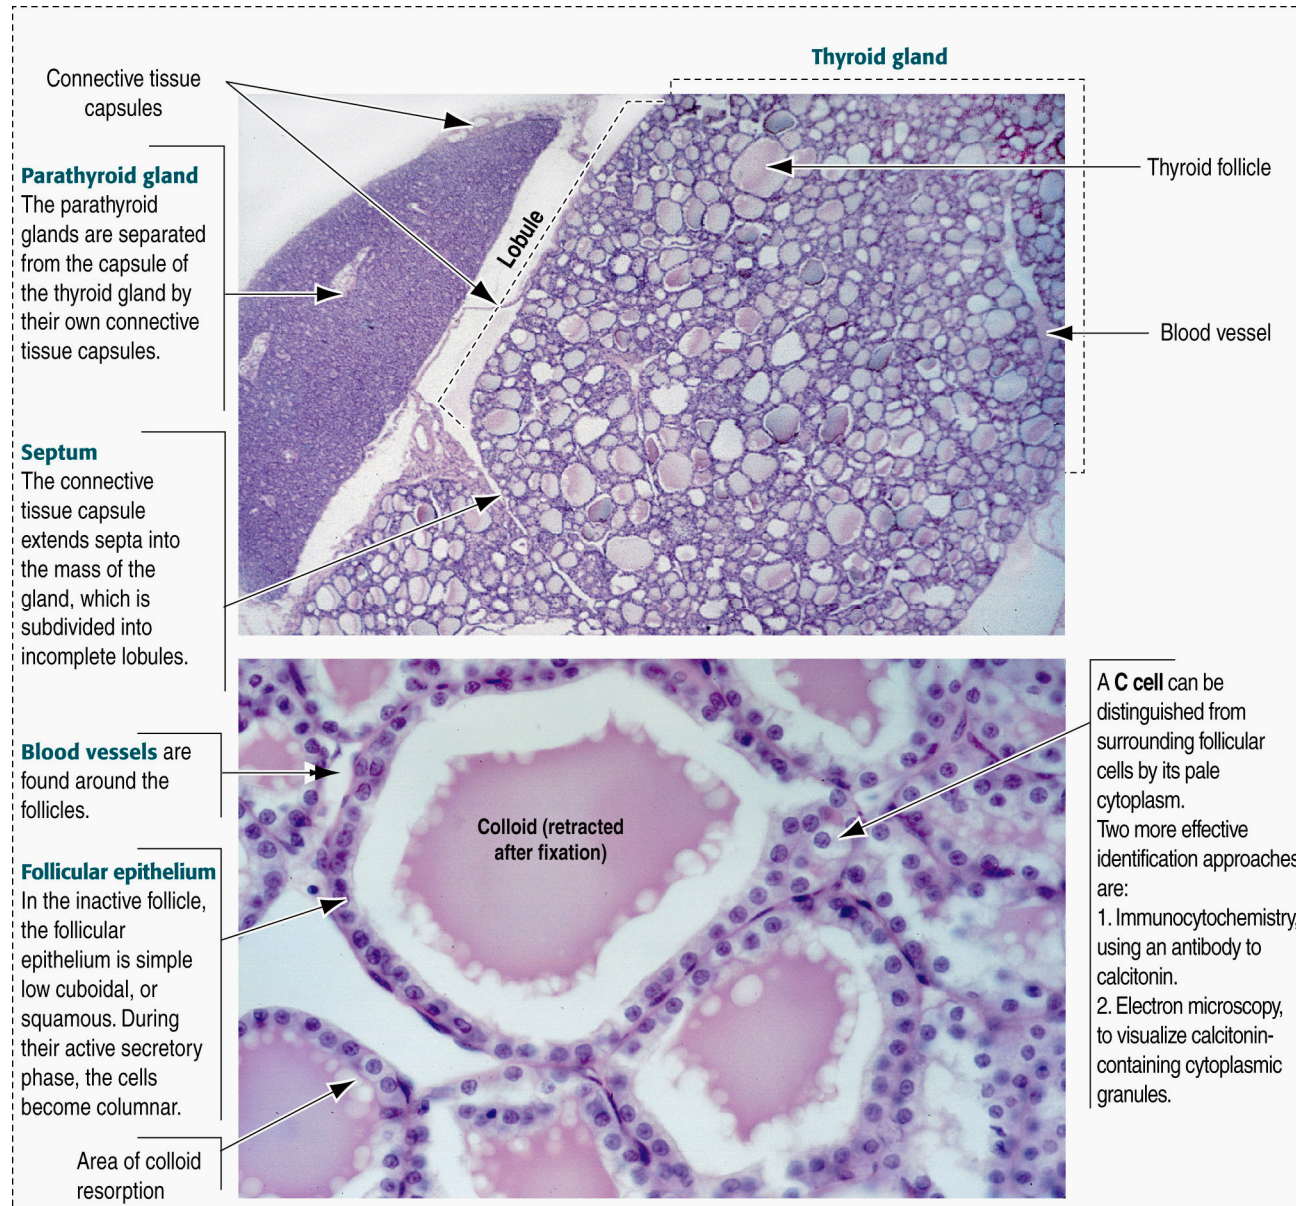 Thyroid gland
Connective tissue
capsules
Thyroid follicle
Parathyroid gland
The parathyroid
glands are separated
from the capsule of
the thyroid gland by
their own connective
tissue capsules.
Lobule
Blood vessel
Septum
The connective
tissue capsule
extends septa into
the mass of the
gland, which is
subdivided into
incomplete lobules.
Blood vessels are
found around the
follicles.
Follicular epithelium
In the inactive follicle,
the follicular
epithelium is simple
low cuboidal, or
squamous. During
their active secretory
phase, the cells
become columnar.
Area of colloid
resorption
Colloid (retracted
after fixation)
A C cell can be
distinguished from
surrounding follicular
cells by its pale
cytoplasm.
Two more effective
identification approaches
are:
1. Immunocytochemistry,
using an antibody to
calcitonin.
2. Electron microscopy,
to visualize calcitonin-
containing cytoplasmic
granules.